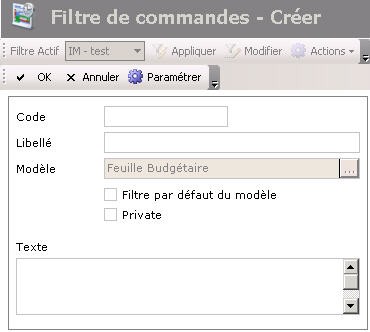 Filtre de commandes - Créer
Filtre Actif IM - test Appliquer Modifier Actions
OK Annuler Paramétrer
Code
Libellé
Modèle Feuille Budgétaire ...
Filtre par défaut du modèle
Private
Texte